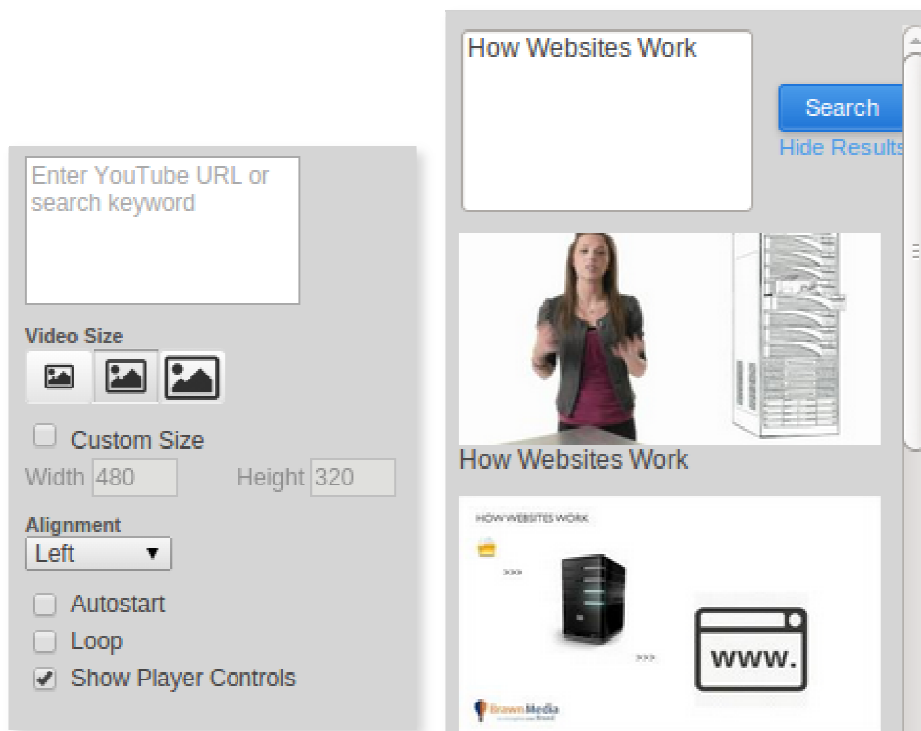 Enter YouTube URL or
search keyword
Video Size
Custom Size
Width 480 Height 320
Alignment
Left
Autostart
Loop
Show Player Controls
How Websites Work
Search
Hide Results
How Websites Work
HOW WEBSITES WORK
>>>
>>>
www.
BrawnMedia